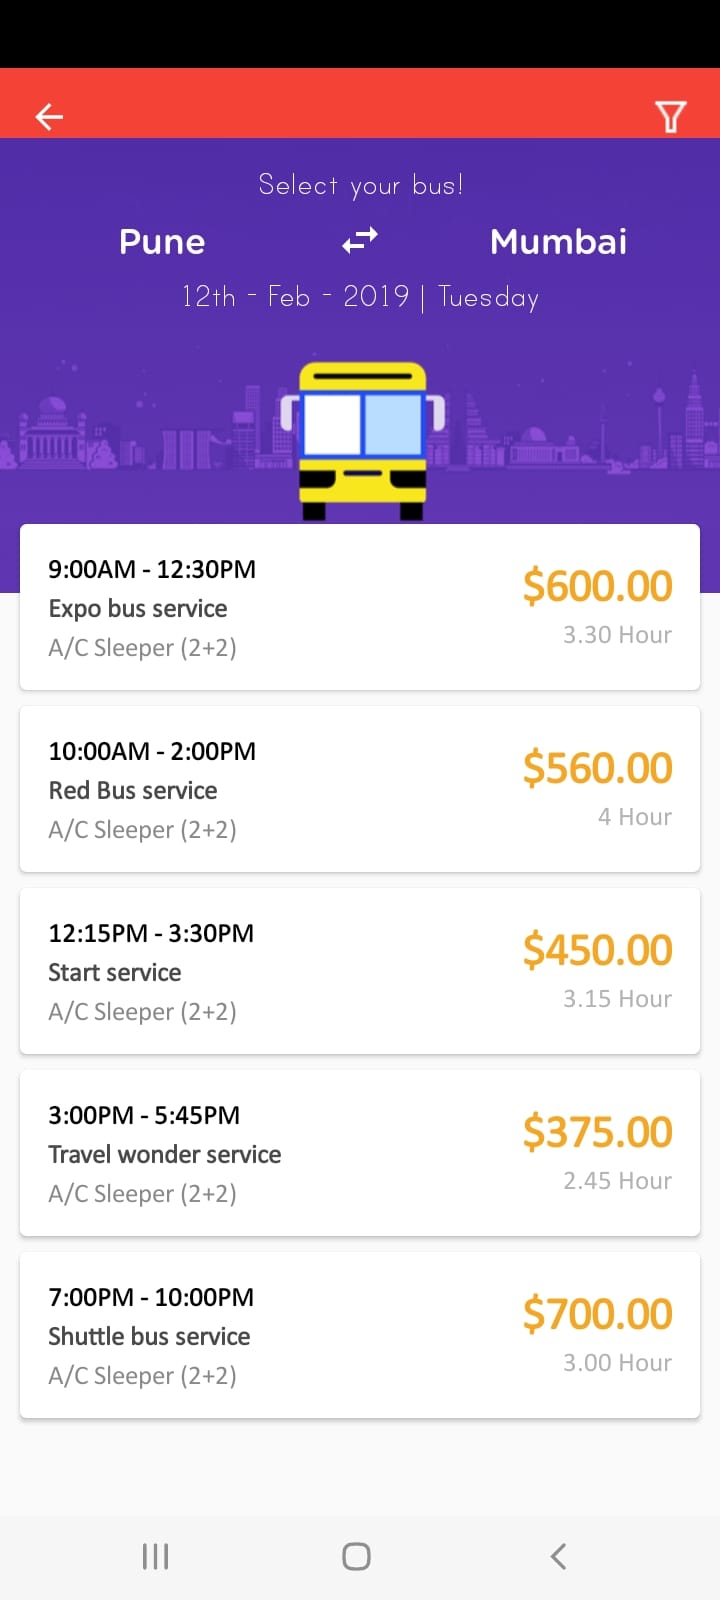 Select your bus!
Pune Mumbai
12th - Feb - 2019 | Tuesday
9:00AM - 12:30PM
Expo bus service
A/C Sleeper (2+2)
$600.00
3.30 Hour
10:00AM - 2:00PM
Red Bus service
A/C Sleeper (2+2)
$560.00
4 Hour
12:15PM - 3:30PM
Start service
A/C Sleeper (2+2)
$450.00
3.15 Hour
3:00PM - 5:45PM
Travel wonder service
A/C Sleeper (2+2)
$375.00
2.45 Hour
7:00PM - 10:00PM
Shuttle bus service
A/C Sleeper (2+2)
$700.00
3.00 Hour